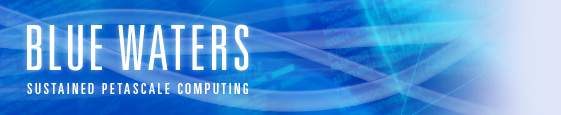 BLUE WATERS
SUSTAINED PETASCALE COMPUTING